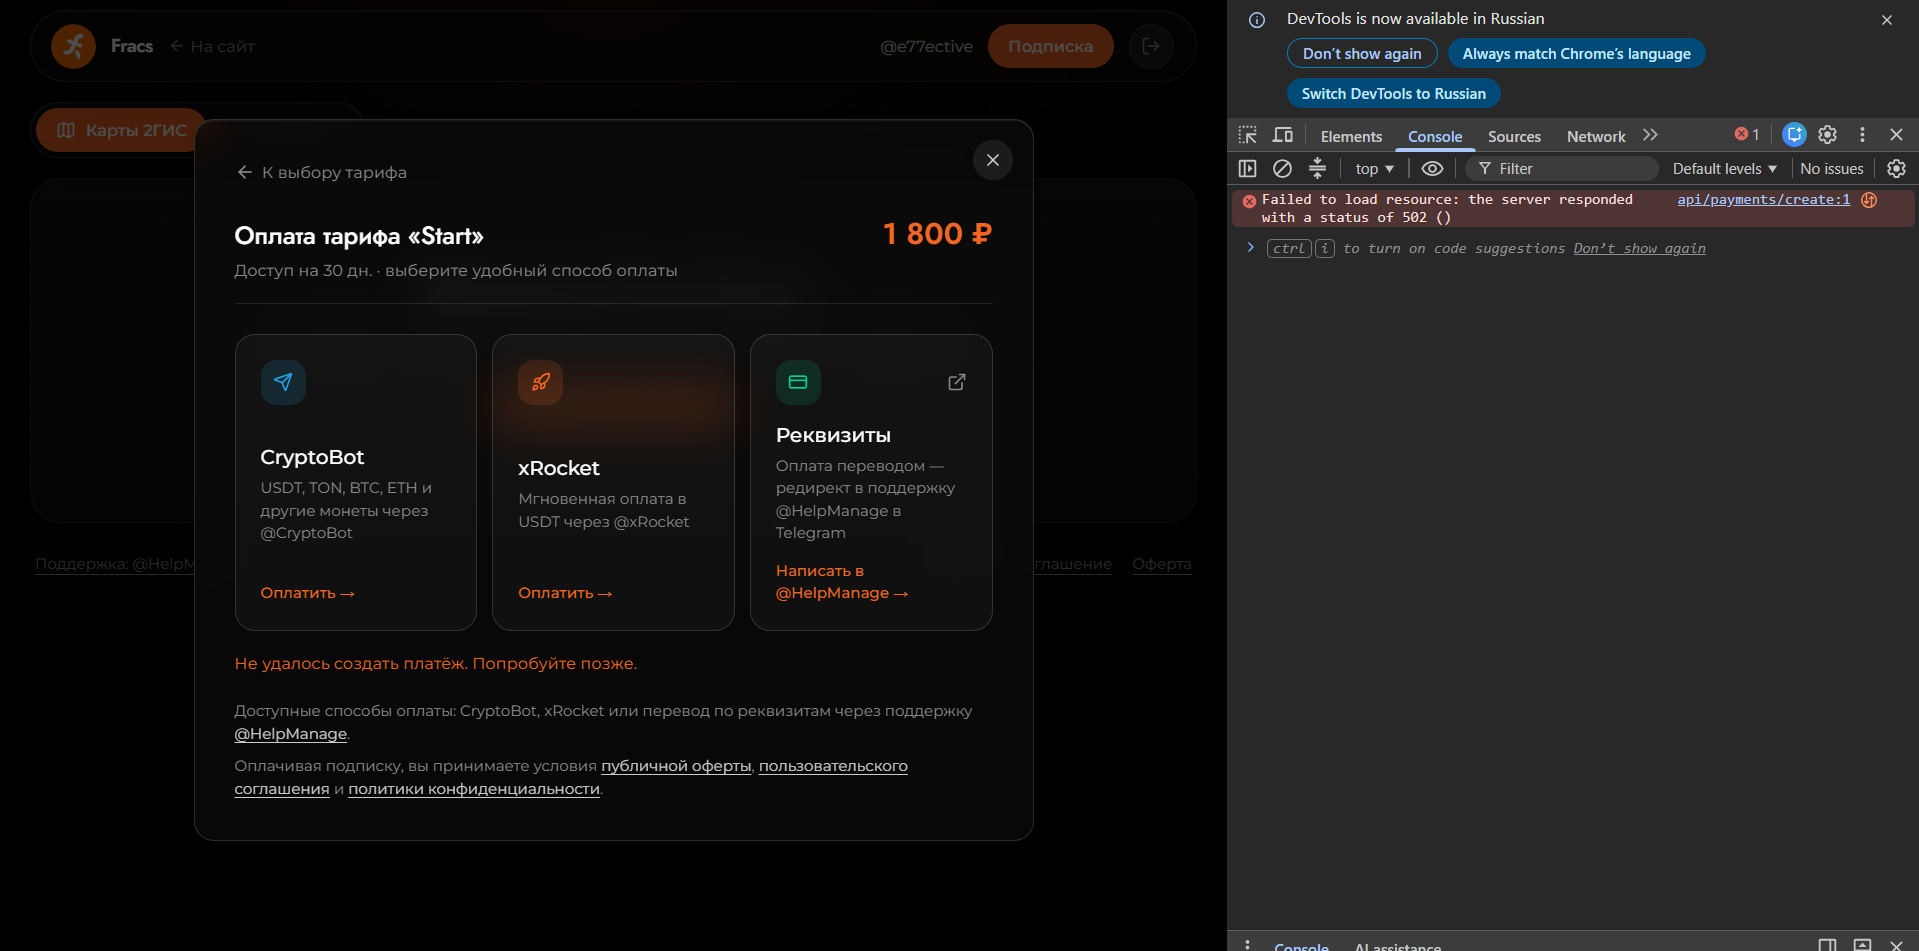 Fracs
← На сайт
@e77ective
Подписка
Карты 2ГИС
← К выбору тарифа
Оплата тарифа «Start»
1 800 ₽
Доступ на 30 дн. · выберите удобный способ оплаты
CryptoBot
USDT, TON, BTC, ETH и
другие монеты через
@CryptoBot
Оплатить →
xRocket
Мгновенная оплата в
USDT через @xRocket
Оплатить →
Реквизиты
Оплата переводом —
редирект в поддержку
@HelpManage в
Telegram
Написать в
@HelpManage →
Не удалось создать платёж. Попробуйте позже.
Доступные способы оплаты: CryptoBot, xRocket или перевод по реквизитам через поддержку
@HelpManage.
Оплачивая подписку, вы принимаете условия публичной оферты, пользовательского
соглашения и политики конфиденциальности.
Поддержка: @HelpM
глашение
Оферта
DevTools is now available in Russian
Don't show again
Always match Chrome's language
Switch DevTools to Russian
Elements
Console
Sources
Network
1
top
Filter
Default levels
No issues
Failed to load resource: the server responded
with a status of 502 ()
api/payments/create:1
ctrl i to turn on code suggestions Don't show again
Console
AI assistance